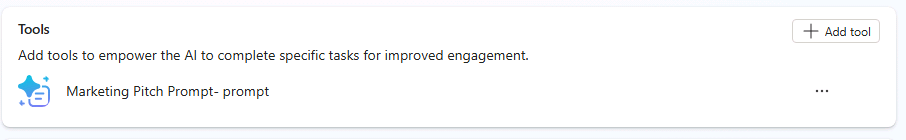 Tools
Add tool
Add tools to empower the AI to complete specific tasks for improved engagement.
Marketing Pitch Prompt- prompt